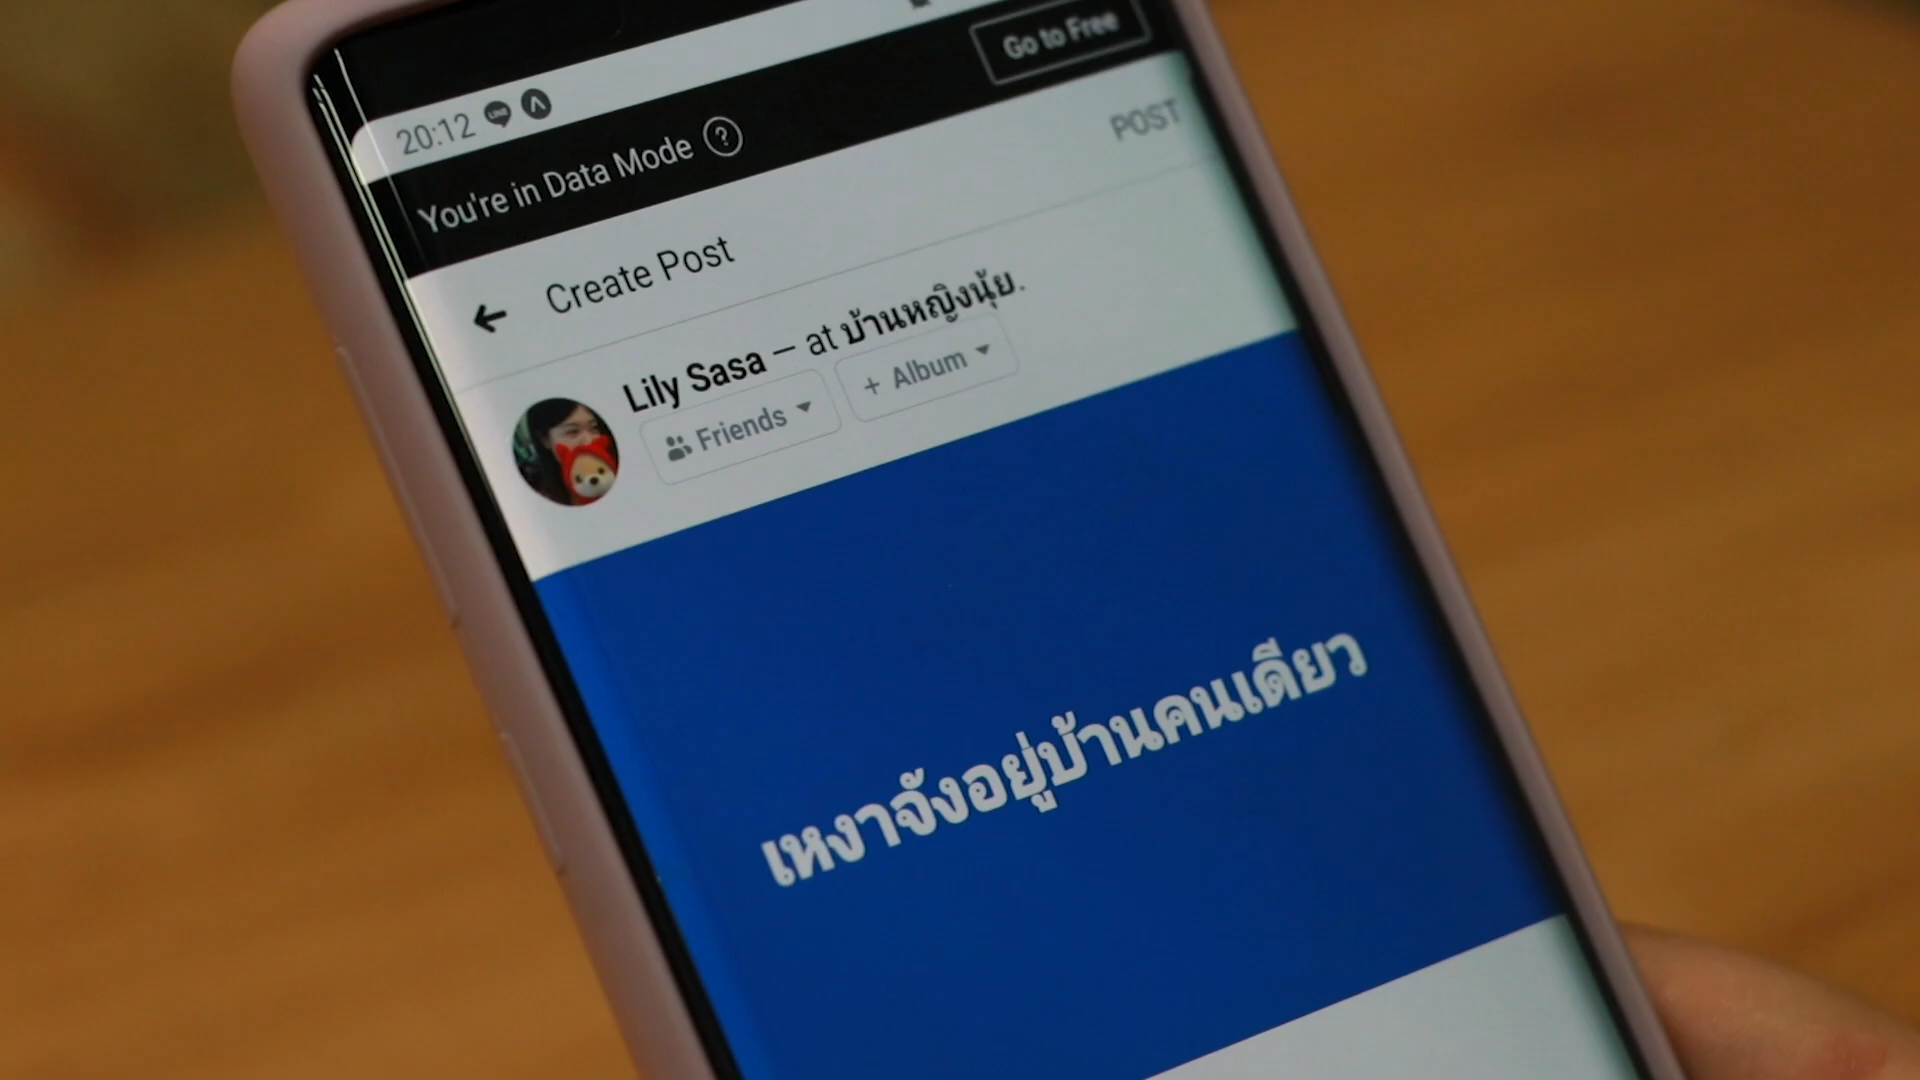 20:12 LINE
You're in Data Mode ?
Go to Free
Create Post
POST
Lily Sasa – at บ้านหญิงนุ้ย.
Friends
+ Album
เหงาจังอยู่บ้านคนเดียว